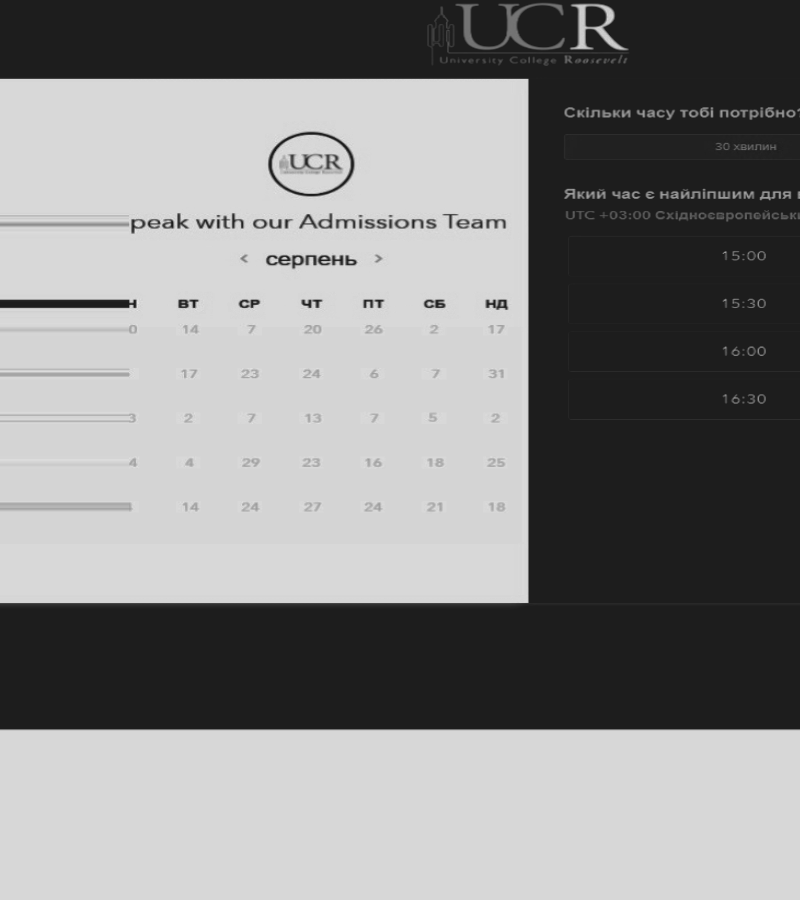 UCR
University College Roosevelt
Скільки часу тобі потрібно?
30 хвилин
Який час є найліпшим для
UTC +03:00 Східноєвропейськ
15:00
15:30
16:00
16:30
UCR
peak with our Admissions Team
< серпень >
Н ВТ СР ЧТ ПТ СБ НД
0 14 7 20 26 2 17
17 23 24 6 7 31
3 2 7 13 7 5 2
4 4 29 23 16 18 25
14 24 27 24 21 18